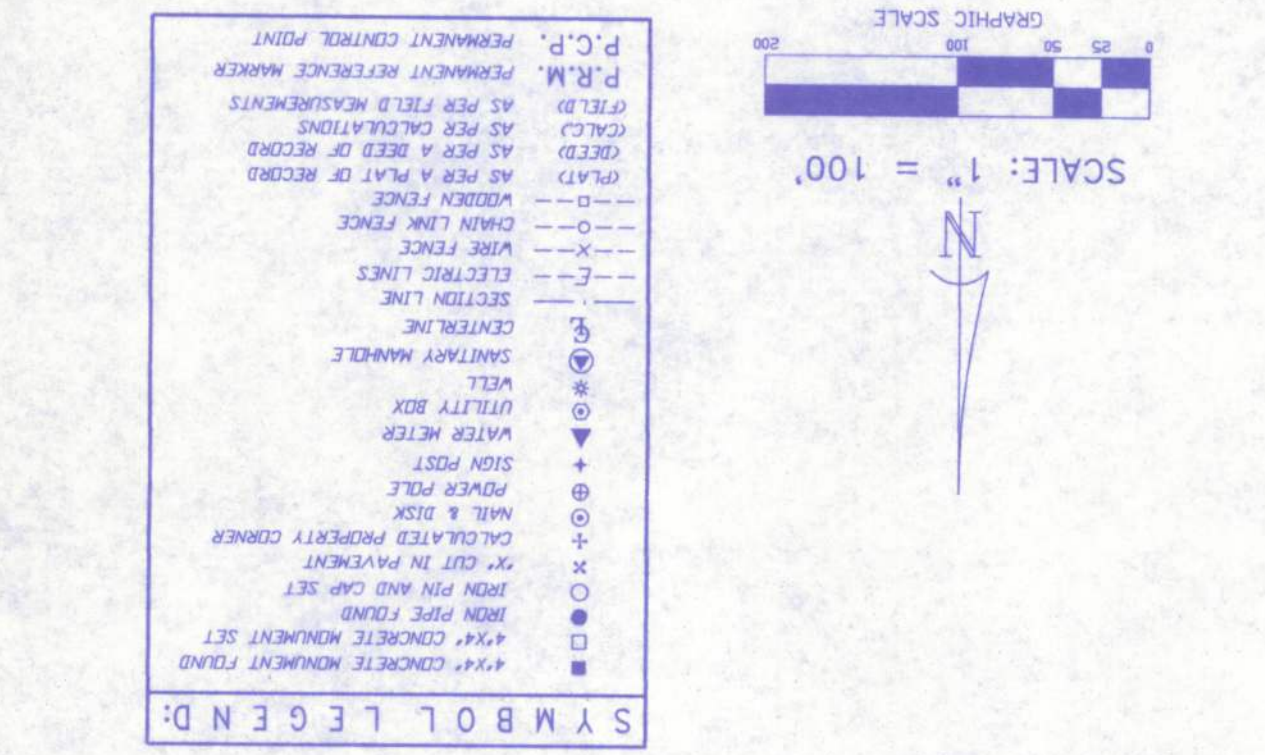 SYMBOL LEGEND:
■ 4"X4" CONCRETE MONUMENT FOUND
□ 4"X4" CONCRETE MONUMENT SET
● IRON PIPE FOUND
○ IRON PIN AND CAP SET
"X" CUT IN PAVEMENT
CALCULATED PROPERTY CORNER
NAIL & DISK
POWER POLE
SIGN POST
WATER METER
UTILITY BOX
WELL
SANITARY MANHOLE
CENTERLINE
SECTION LINE
--E-- ELECTRIC LINES
--X-- WIRE FENCE
--O-- CHAIN LINK FENCE
--□-- WOODEN FENCE
(PLAT) AS PER A PLAT OF RECORD
(DEED) AS PER A DEED OF RECORD
(CALC.) AS PER CALCULATIONS
(FIELD) AS PER FIELD MEASUREMENTS
P.R.M. PERMANENT REFERENCE MARKER
P.C.P. PERMANENT CONTROL POINT
N
SCALE: 1" = 100'
0 25 50 100 200
GRAPHIC SCALE